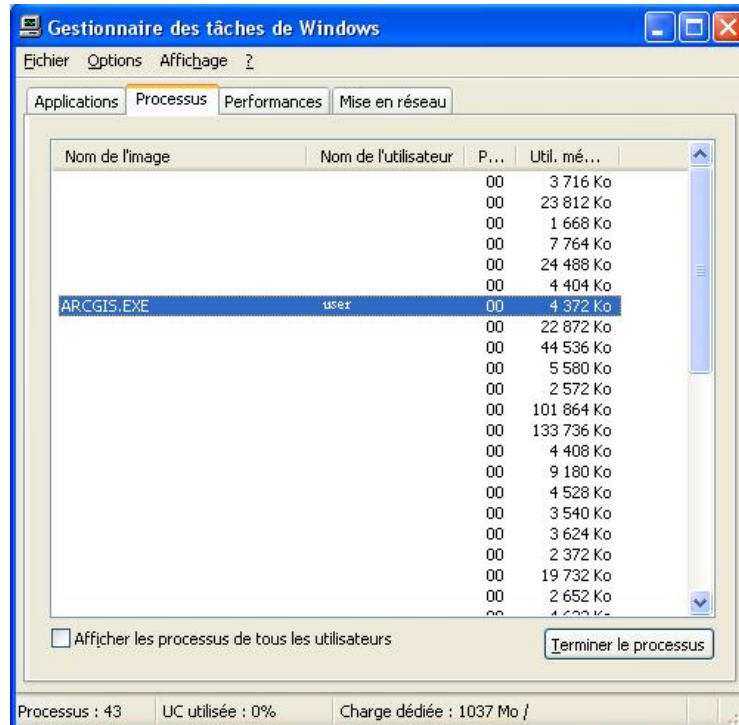 Gestionnaire des tâches de Windows
Fichier Options Affichage ?
Applications Processus Performances Mise en réseau
Nom de l'image Nom de l'utilisateur P... Util. mé...
00 3 716 Ko
00 23 812 Ko
00 1 668 Ko
00 7 764 Ko
00 24 488 Ko
00 4 404 Ko
ARCGIS.EXE user 00 4 372 Ko
00 22 872 Ko
00 44 536 Ko
00 5 580 Ko
00 2 572 Ko
00 101 864 Ko
00 133 736 Ko
00 4 408 Ko
00 9 180 Ko
00 4 528 Ko
00 3 540 Ko
00 3 624 Ko
00 2 372 Ko
00 19 732 Ko
00 2 652 Ko
Afficher les processus de tous les utilisateurs Terminer le processus
Processus : 43 UC utilisée : 0% Charge dédiée : 1037 Mo /